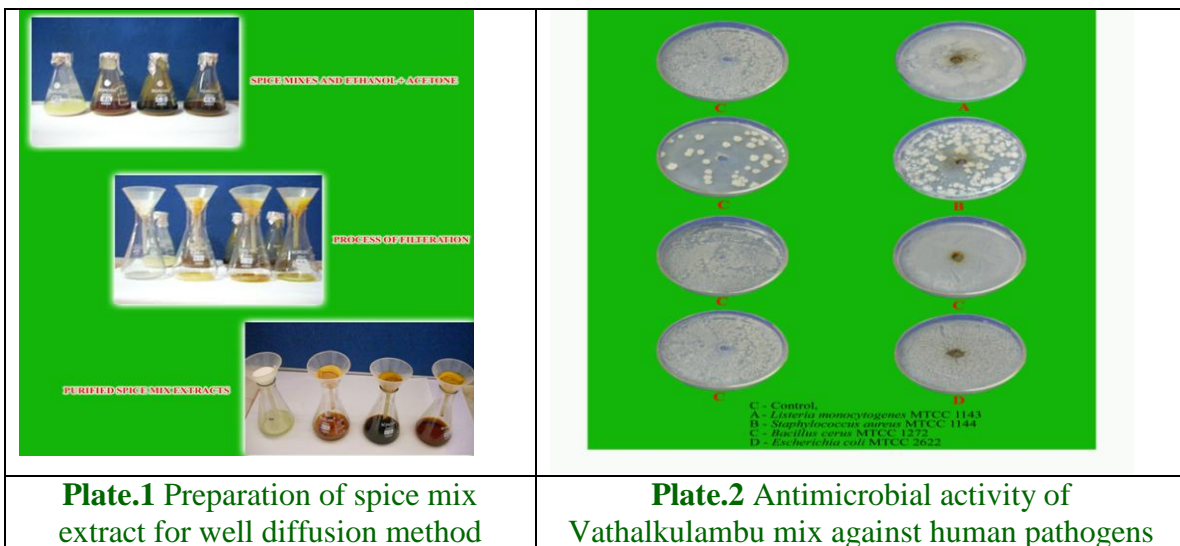 SPICE MIXES AND ETHANOL + ACETONE
PROCESS OF FILTERATION
PURIFIED SPICE MIX EXTRACTS
C
A
C
B
C
C
C
D
C - Control,
A - Listeria monocytogenes MTCC 1143
B - Staphylococcus aureus MTCC 1144
C - Bacillus cerus MTCC 1272
D - Escherichia coli MTCC 2622
Plate.1 Preparation of spice mix
extract for well diffusion method
Plate.2 Antimicrobial activity of
Vathalkulambu mix against human pathogens